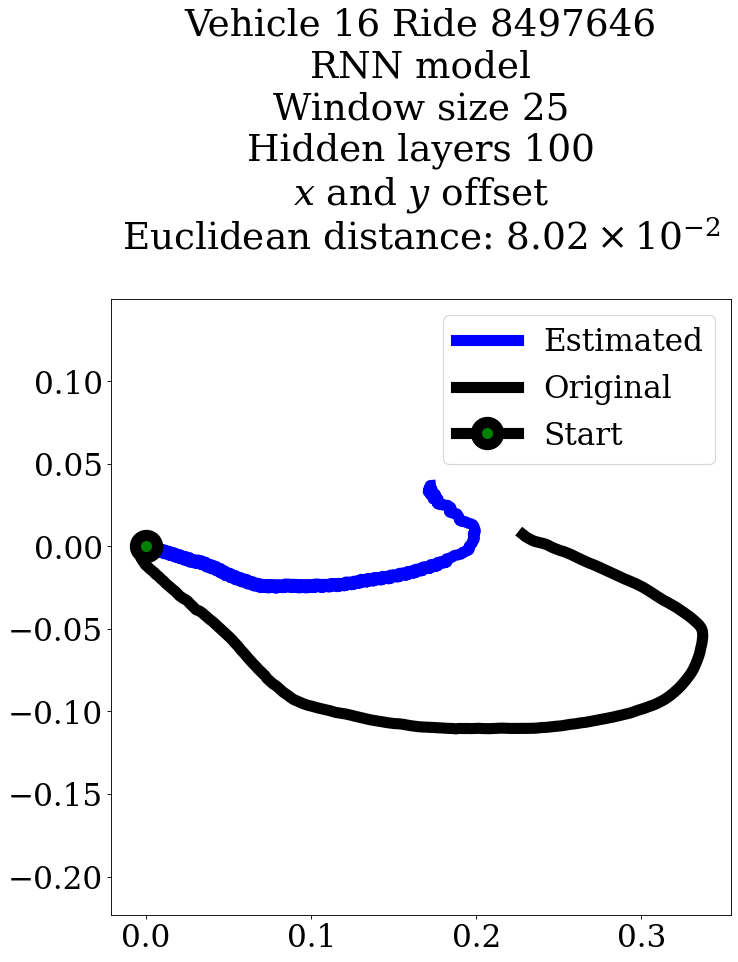 Vehicle 16 Ride 8497646
RNN model
Window size 25
Hidden layers 100
x and y offset
Euclidean distance: 8.02 × 10⁻²
Estimated
Original
Start
0.10
0.05
0.00
−0.05
−0.10
−0.15
−0.20
0.0 0.1 0.2 0.3